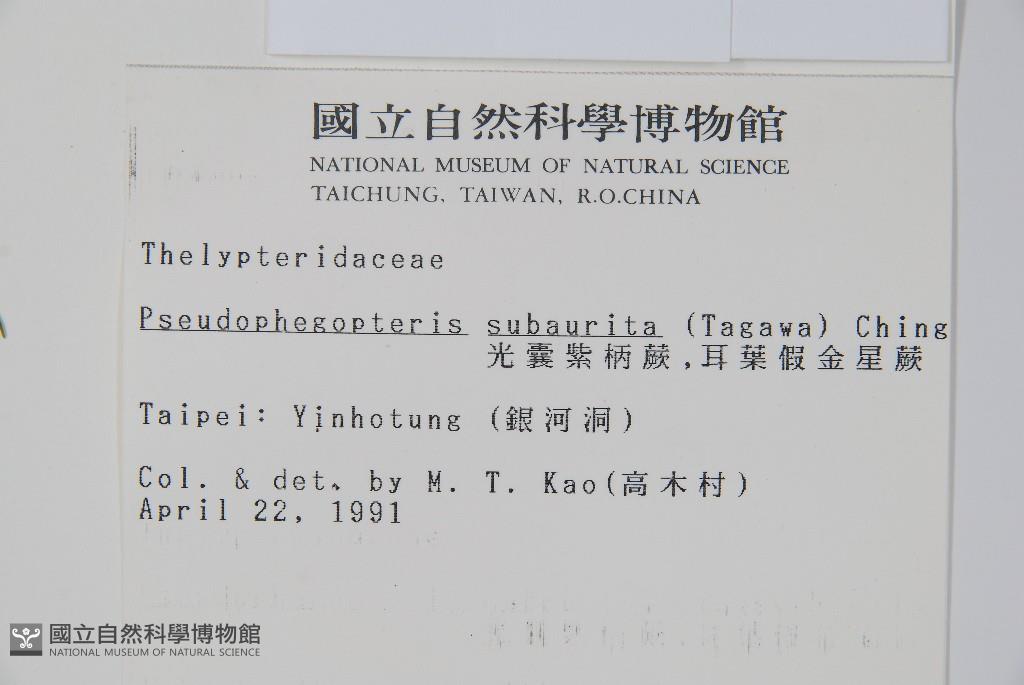 國立自然科學博物館
NATIONAL MUSEUM OF NATURAL SCIENCE
TAICHUNG, TAIWAN, R.O.CHINA
Thelypteridaceae
Pseudophegopteris subaurita (Tagawa) Ching
光囊紫柄蕨,耳葉假金星蕨
Taipei: Yinhotung (銀河洞)
Col. & det. by M. T. Kao(高木村)
April 22, 1991
國立自然科學博物館
NATIONAL MUSEUM OF NATURAL SCIENCE